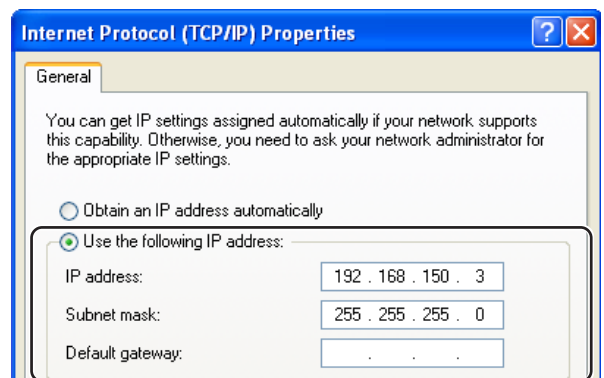 Internet Protocol (TCP/IP) Properties
General
You can get IP settings assigned automatically if your network supports
this capability. Otherwise, you need to ask your network administrator for
the appropriate IP settings.
Obtain an IP address automatically
Use the following IP address:
IP address: 192 . 168 . 150 . 3
Subnet mask: 255 . 255 . 255 . 0
Default gateway: . . .